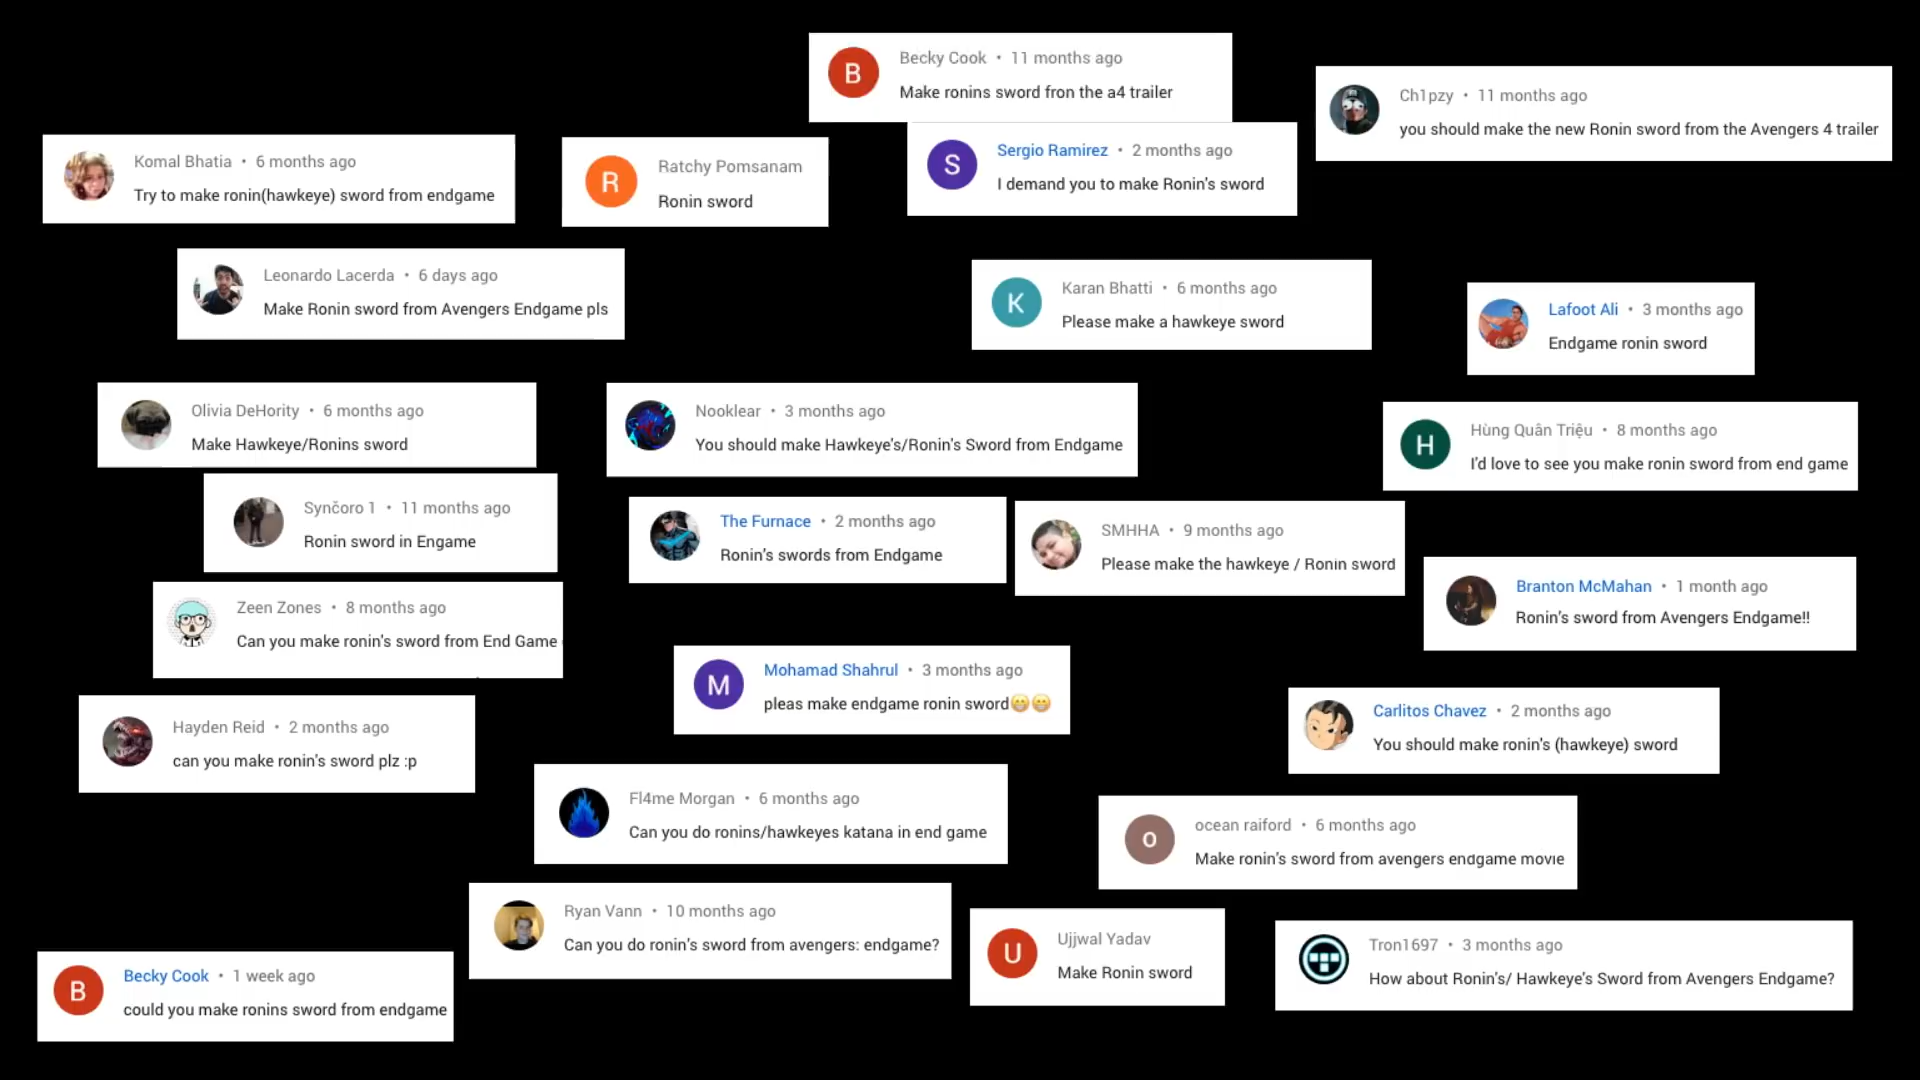 B
Becky Cook • 11 months ago
Make ronins sword fron the a4 trailer
Ch1pzy • 11 months ago
you should make the new Ronin sword from the Avengers 4 trailer
Komal Bhatia • 6 months ago
Try to make ronin(hawkeye) sword from endgame
R
Ratchy Pomsanam
Ronin sword
S
Sergio Ramirez • 2 months ago
I demand you to make Ronin's sword
Leonardo Lacerda • 6 days ago
Make Ronin sword from Avengers Endgame pls
K
Karan Bhatti • 6 months ago
Please make a hawkeye sword
Lafoot Ali • 3 months ago
Endgame ronin sword
Olivia DeHority • 6 months ago
Make Hawkeye/Ronins sword
Nooklear • 3 months ago
You should make Hawkeye's/Ronin's Sword from Endgame
H
Hùng Quân Triệu • 8 months ago
I'd love to see you make ronin sword from end game
Synčoro 1 • 11 months ago
Ronin sword in Engame
The Furnace • 2 months ago
Ronin's swords from Endgame
SMHHA • 9 months ago
Please make the hawkeye / Ronin sword
Branton McMahan • 1 month ago
Ronin's sword from Avengers Endgame!!
Zeen Zones • 8 months ago
Can you make ronin's sword from End Game
M
Mohamad Shahrul • 3 months ago
pleas make endgame ronin sword😁😁
Carlitos Chavez • 2 months ago
You should make ronin's (hawkeye) sword
Hayden Reid • 2 months ago
can you make ronin's sword plz :p
Fl4me Morgan • 6 months ago
Can you do ronins/hawkeyes katana in end game
o
ocean raiford • 6 months ago
Make ronin's sword from avengers endgame movie
Ryan Vann • 10 months ago
Can you do ronin's sword from avengers: endgame?
U
Ujjwal Yadav
Make Ronin sword
Tron1697 • 3 months ago
How about Ronin's/ Hawkeye's Sword from Avengers Endgame?
B
Becky Cook • 1 week ago
could you make ronins sword from endgame